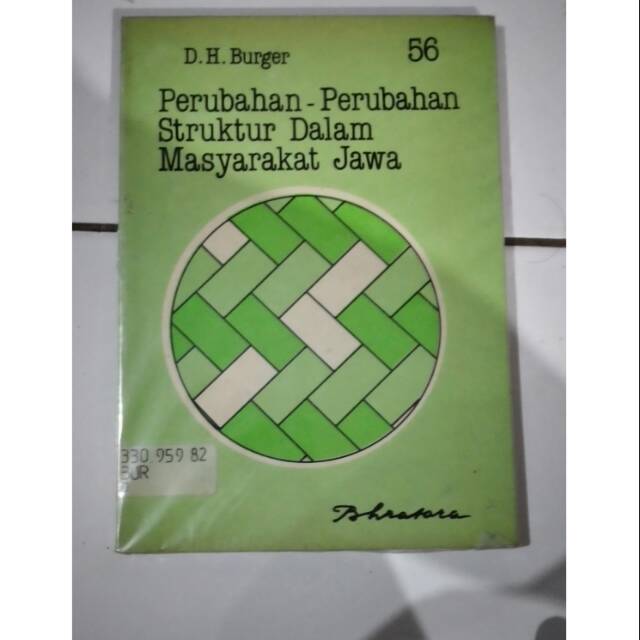 D.H. Burger
56
Perubahan-Perubahan
Struktur Dalam
Masyarakat Jawa
330.959 82
BUR
Bhratara